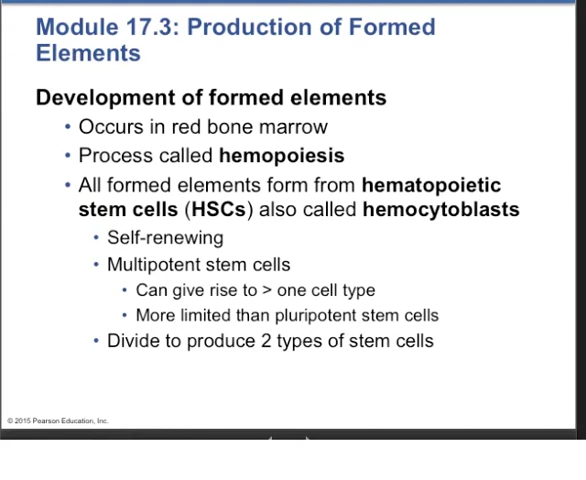 Module 17.3: Production of Formed
Elements
Development of formed elements
• Occurs in red bone marrow
• Process called hemopoiesis
• All formed elements form from hematopoietic
stem cells (HSCs) also called hemocytoblasts
• Self-renewing
• Multipotent stem cells
• Can give rise to > one cell type
• More limited than pluripotent stem cells
• Divide to produce 2 types of stem cells
© 2015 Pearson Education, Inc.